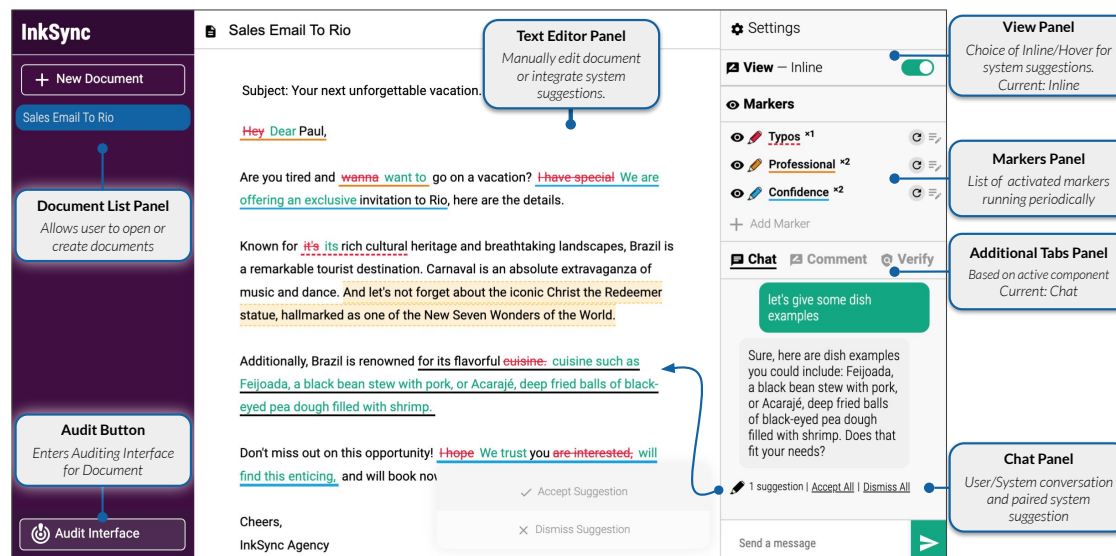 InkSync
+ New Document
Sales Email To Rio
Document List Panel
Allows user to open or
create documents
Audit Button
Enters Auditing Interface
for Document
Audit Interface
Sales Email To Rio
Text Editor Panel
Manually edit document
or integrate system
suggestions.
Subject: Your next unforgettable vacation.
Hey Dear Paul,
Are you tired and wanna want to go on a vacation? I have special We are
offering an exclusive invitation to Rio, here are the details.
Known for it's its rich cultural heritage and breathtaking landscapes, Brazil is
a remarkable tourist destination. Carnaval is an absolute extravaganza of
music and dance. And let's not forget about the iconic Christ the Redeemer
statue, hallmarked as one of the New Seven Wonders of the World.
Additionally, Brazil is renowned for its flavorful cuisine. cuisine such as
Feijoada, a black bean stew with pork, or Acarajé, deep fried balls of black-
eyed pea dough filled with shrimp.
Don't miss out on this opportunity! I hope We trust you are interested, will
find this enticing, and will book nov
✓ Accept Suggestion
× Dismiss Suggestion
Cheers,
InkSync Agency
Settings
View – Inline
Markers
Typos ×1
Professional ×2
Confidence ×2
+ Add Marker
Chat Comment Verify
let's give some dish
examples
Sure, here are dish examples
you could include: Feijoada,
a black bean stew with pork,
or Acarajé, deep fried balls
of black-eyed pea dough
filled with shrimp. Does that
fit your needs?
1 suggestion | Accept All | Dismiss All
Send a message
View Panel
Choice of Inline/Hover for
system suggestions.
Current: Inline
Markers Panel
List of activated markers
running periodically
Additional Tabs Panel
Based on active component
Current: Chat
Chat Panel
User/System conversation
and paired system
suggestion